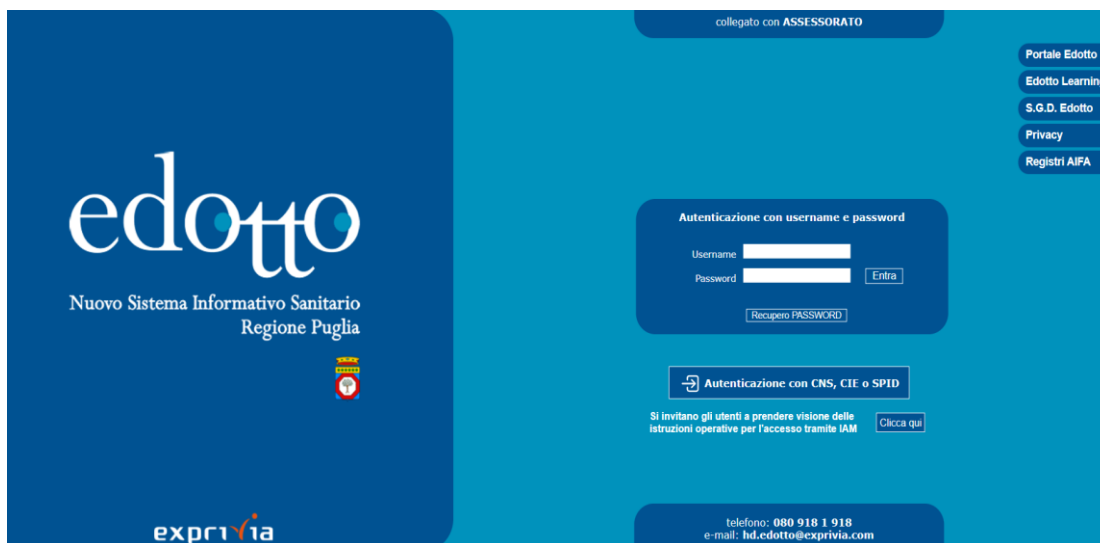 collegato con ASSESSORATO
Portale Edotto
Edotto Learnin
S.G.D. Edotto
Privacy
Registri AIFA
edotto
Nuovo Sistema Informativo Sanitario
Regione Puglia
exprivia
Autenticazione con username e password
Username
Password
Entra
Recupero PASSWORD
Autenticazione con CNS, CIE o SPID
Si invitano gli utenti a prendere visione delle
istruzioni operative per l'accesso tramite IAM
Clicca qui
telefono: 080 918 1 918
e-mail: hd.edotto@exprivia.com